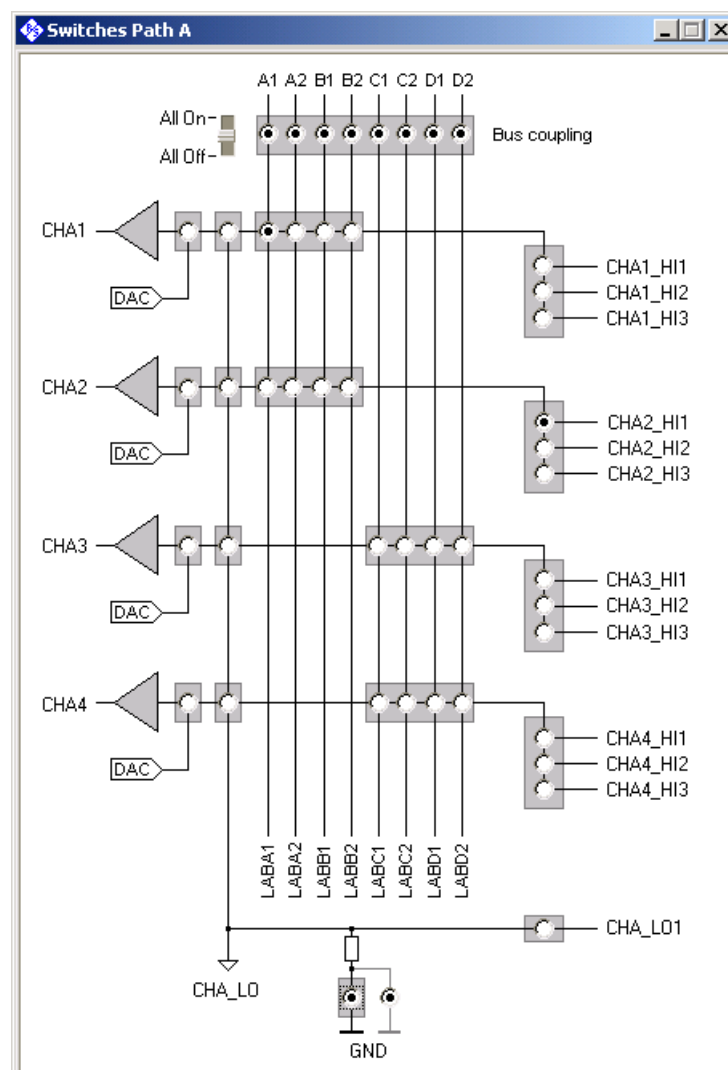 Switches Path A
A1 A2 B1 B2 C1 C2 D1 D2
All On
All Off
Bus coupling
CHA1
DAC
CHA1_HI1
CHA1_HI2
CHA1_HI3
CHA2
DAC
CHA2_HI1
CHA2_HI2
CHA2_HI3
CHA3
DAC
CHA3_HI1
CHA3_HI2
CHA3_HI3
CHA4
DAC
CHA4_HI1
CHA4_HI2
CHA4_HI3
LABA1
LABA2
LABB1
LABB2
LABC1
LABC2
LABD1
LABD2
CHA_LO1
CHA_LO
GND